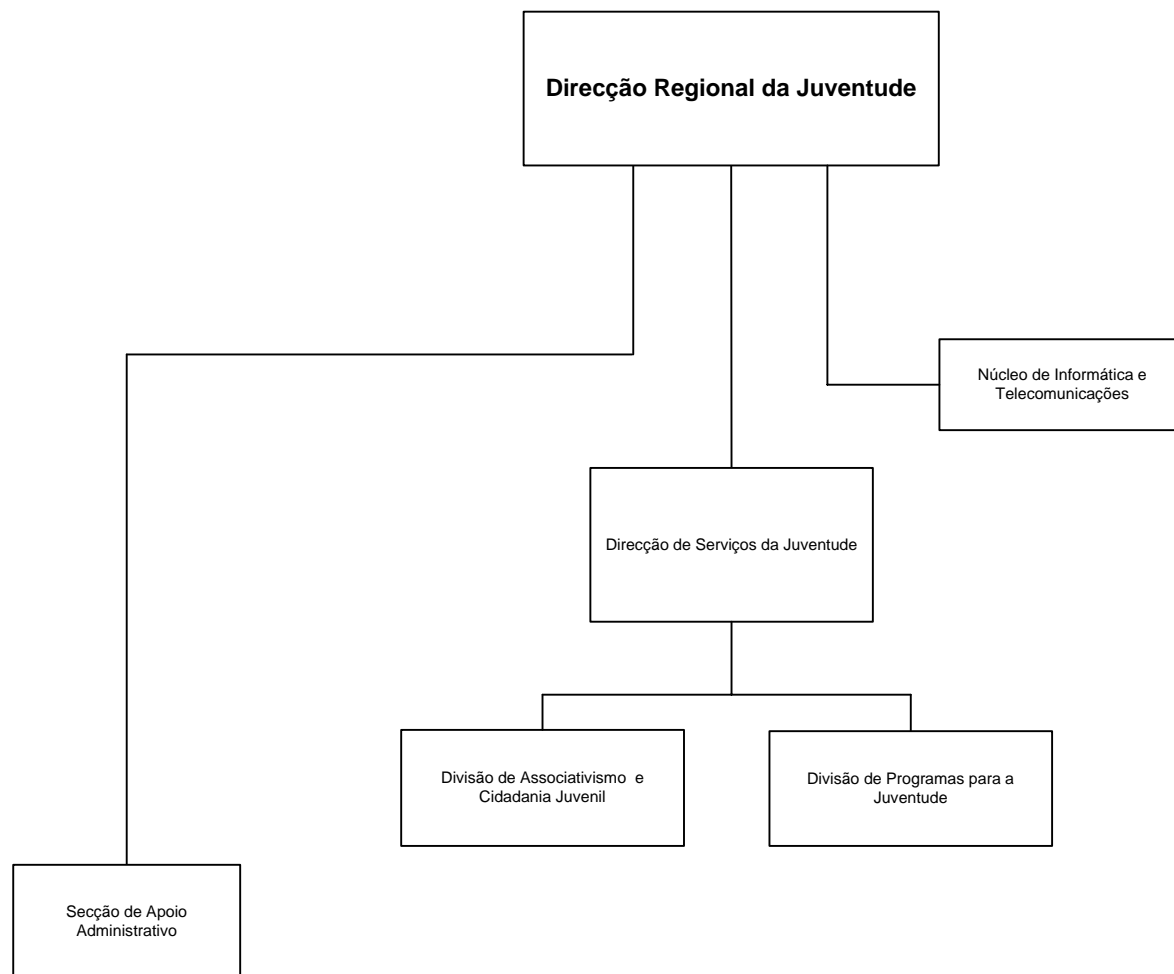 Direcção Regional da Juventude
Núcleo de Informática e
Telecomunicações
Direcção de Serviços da Juventude
Divisão de Associativismo e
Cidadania Juvenil
Divisão de Programas para a
Juventude
Secção de Apoio
Administrativo